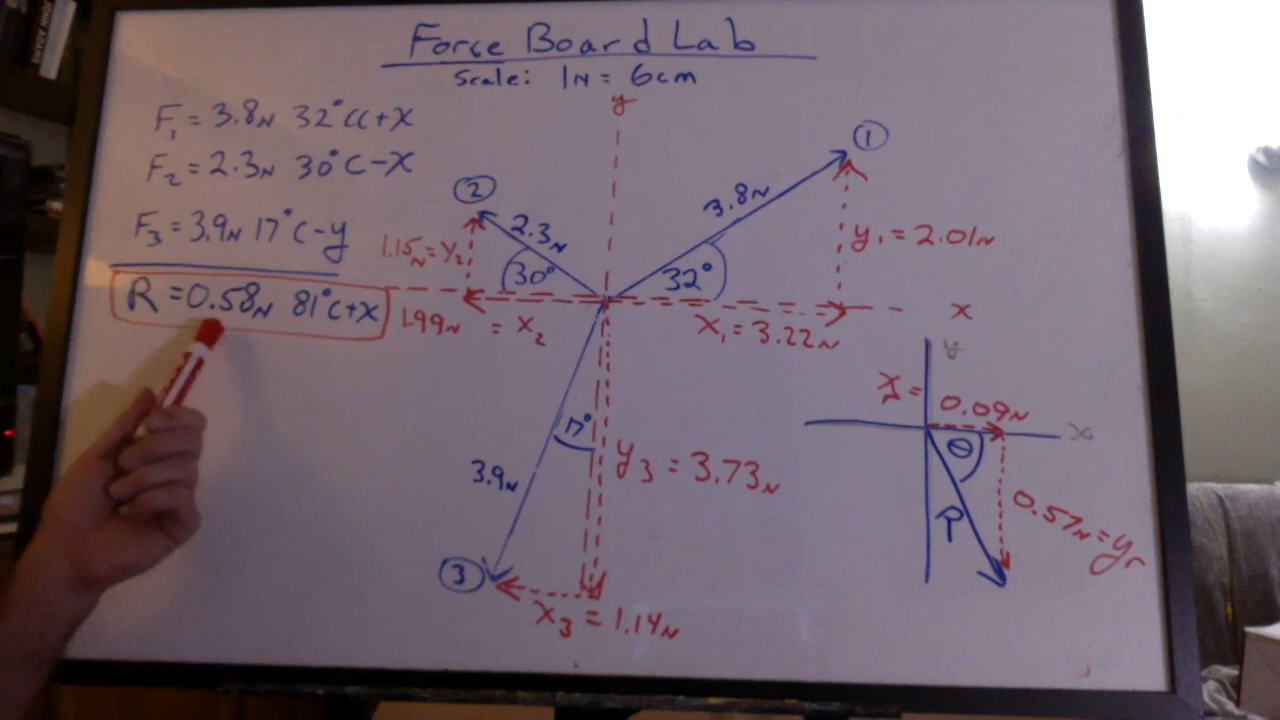 Force Board Lab
Scale: 1N = 6cm
F1 = 3.8N 32° CC+X
F2 = 2.3N 30° C-X
F3 = 3.9N 17° C-y
R = 0.58N 81° C+X
y
1
3.8N
y1 = 2.01N
32°
x
X1 = 3.22N
2
2.3N
1.15N = Y2
30°
1.99N = X2
17°
3.9N
y3 = 3.73N
3
X3 = 1.14N
0.09N
X
θ
R
0.57N = yr